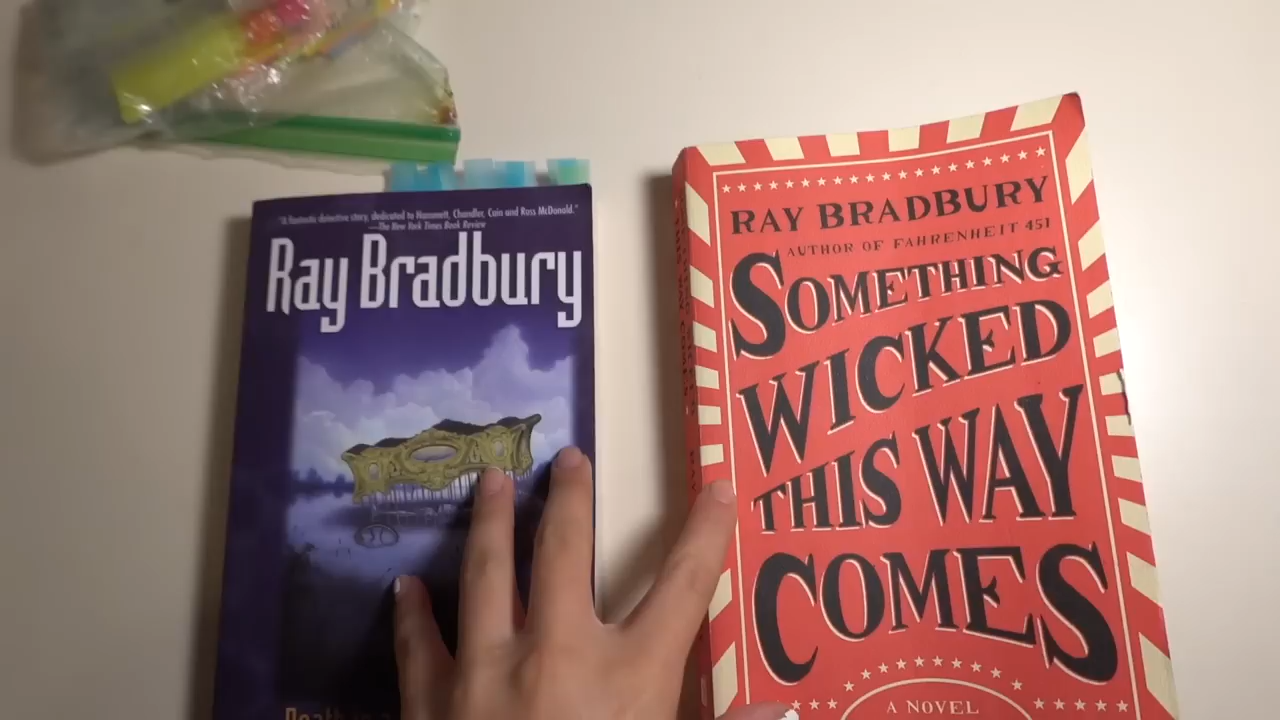 "A fantastic detective story, dedicated to Hammett, Chandler, Cain and Ross McDonald."
—The New York Times Book Review
Ray Bradbury
Death
RAY BRADBURY
AUTHOR OF FAHRENHEIT 451
SOMETHING
WICKED
THIS WAY
COMES
A NOVEL